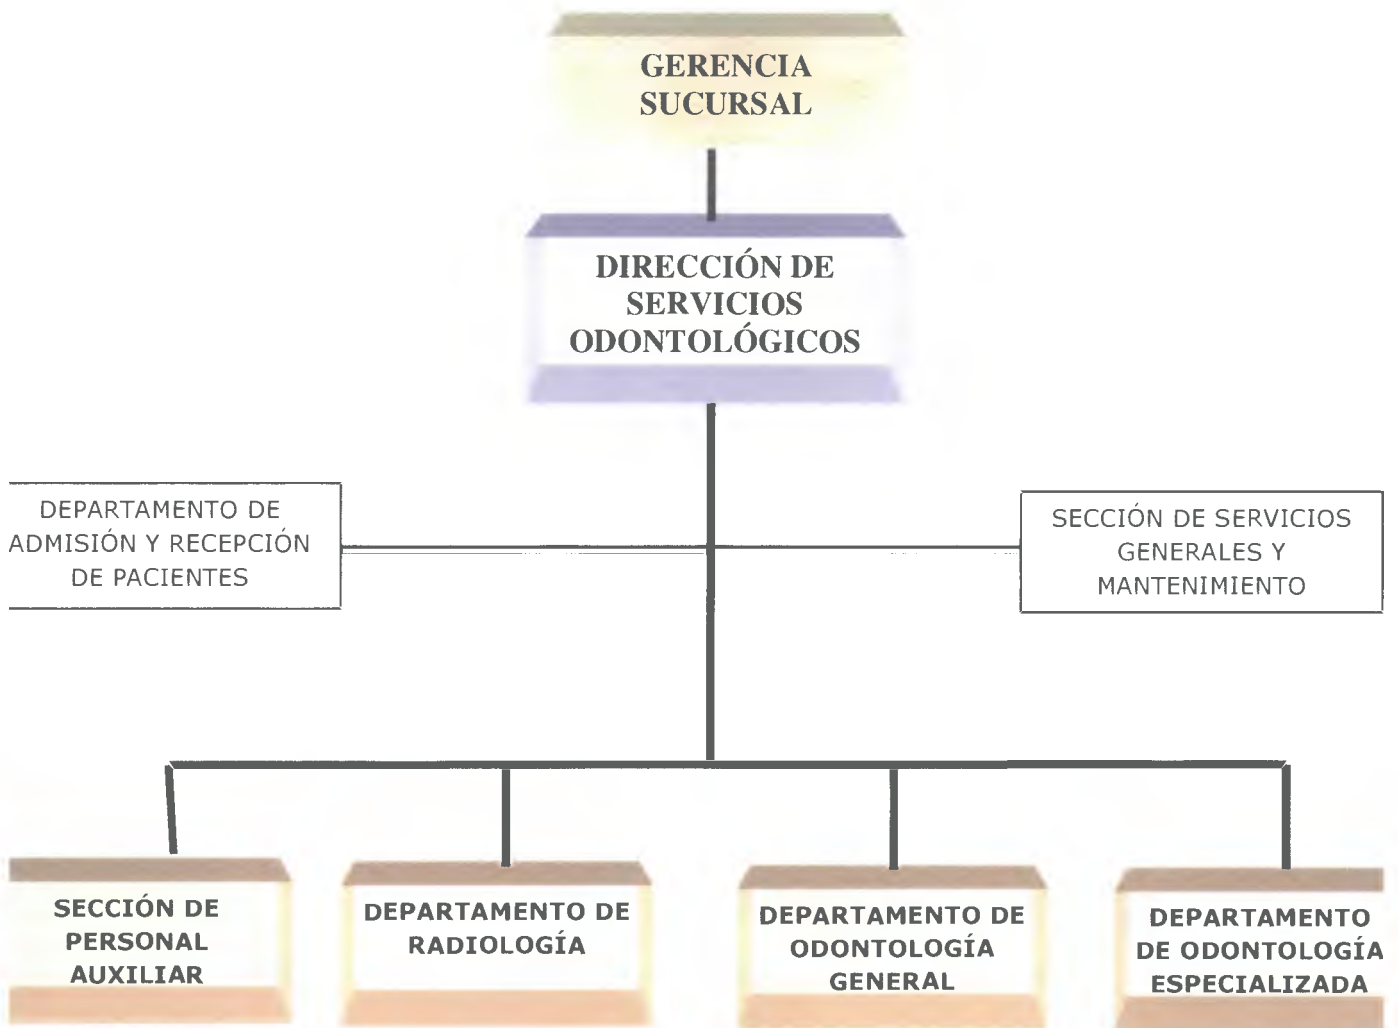 GERENCIA
SUCURSAL
DIRECCIÓN DE
SERVICIOS
ODONTOLÓGICOS
DEPARTAMENTO DE
ADMISIÓN Y RECEPCIÓN
DE PACIENTES
SECCIÓN DE SERVICIOS
GENERALES Y
MANTENIMIENTO
SECCIÓN DE
PERSONAL
AUXILIAR
DEPARTAMENTO DE
RADIOLOGÍA
DEPARTAMENTO DE
ODONTOLOGÍA
GENERAL
DEPARTAMENTO
DE ODONTOLOGÍA
ESPECIALIZADA